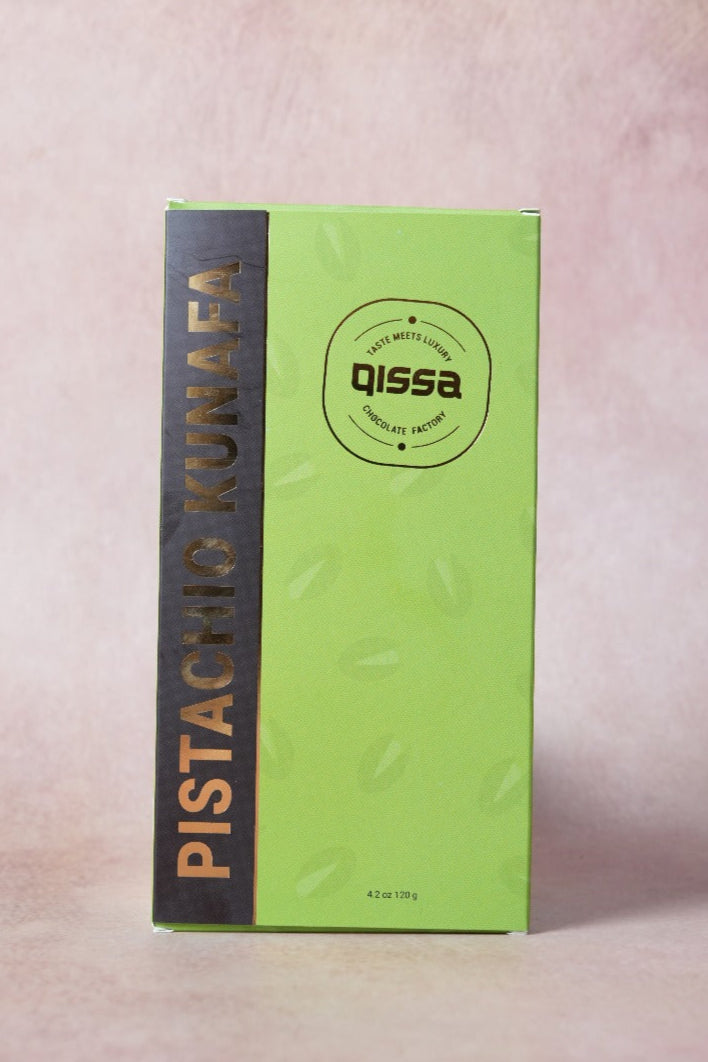 PISTACHIO KUNAFA
TASTE MEETS LUXURY
qissa
CHOCOLATE FACTORY
4.2 oz 120 g